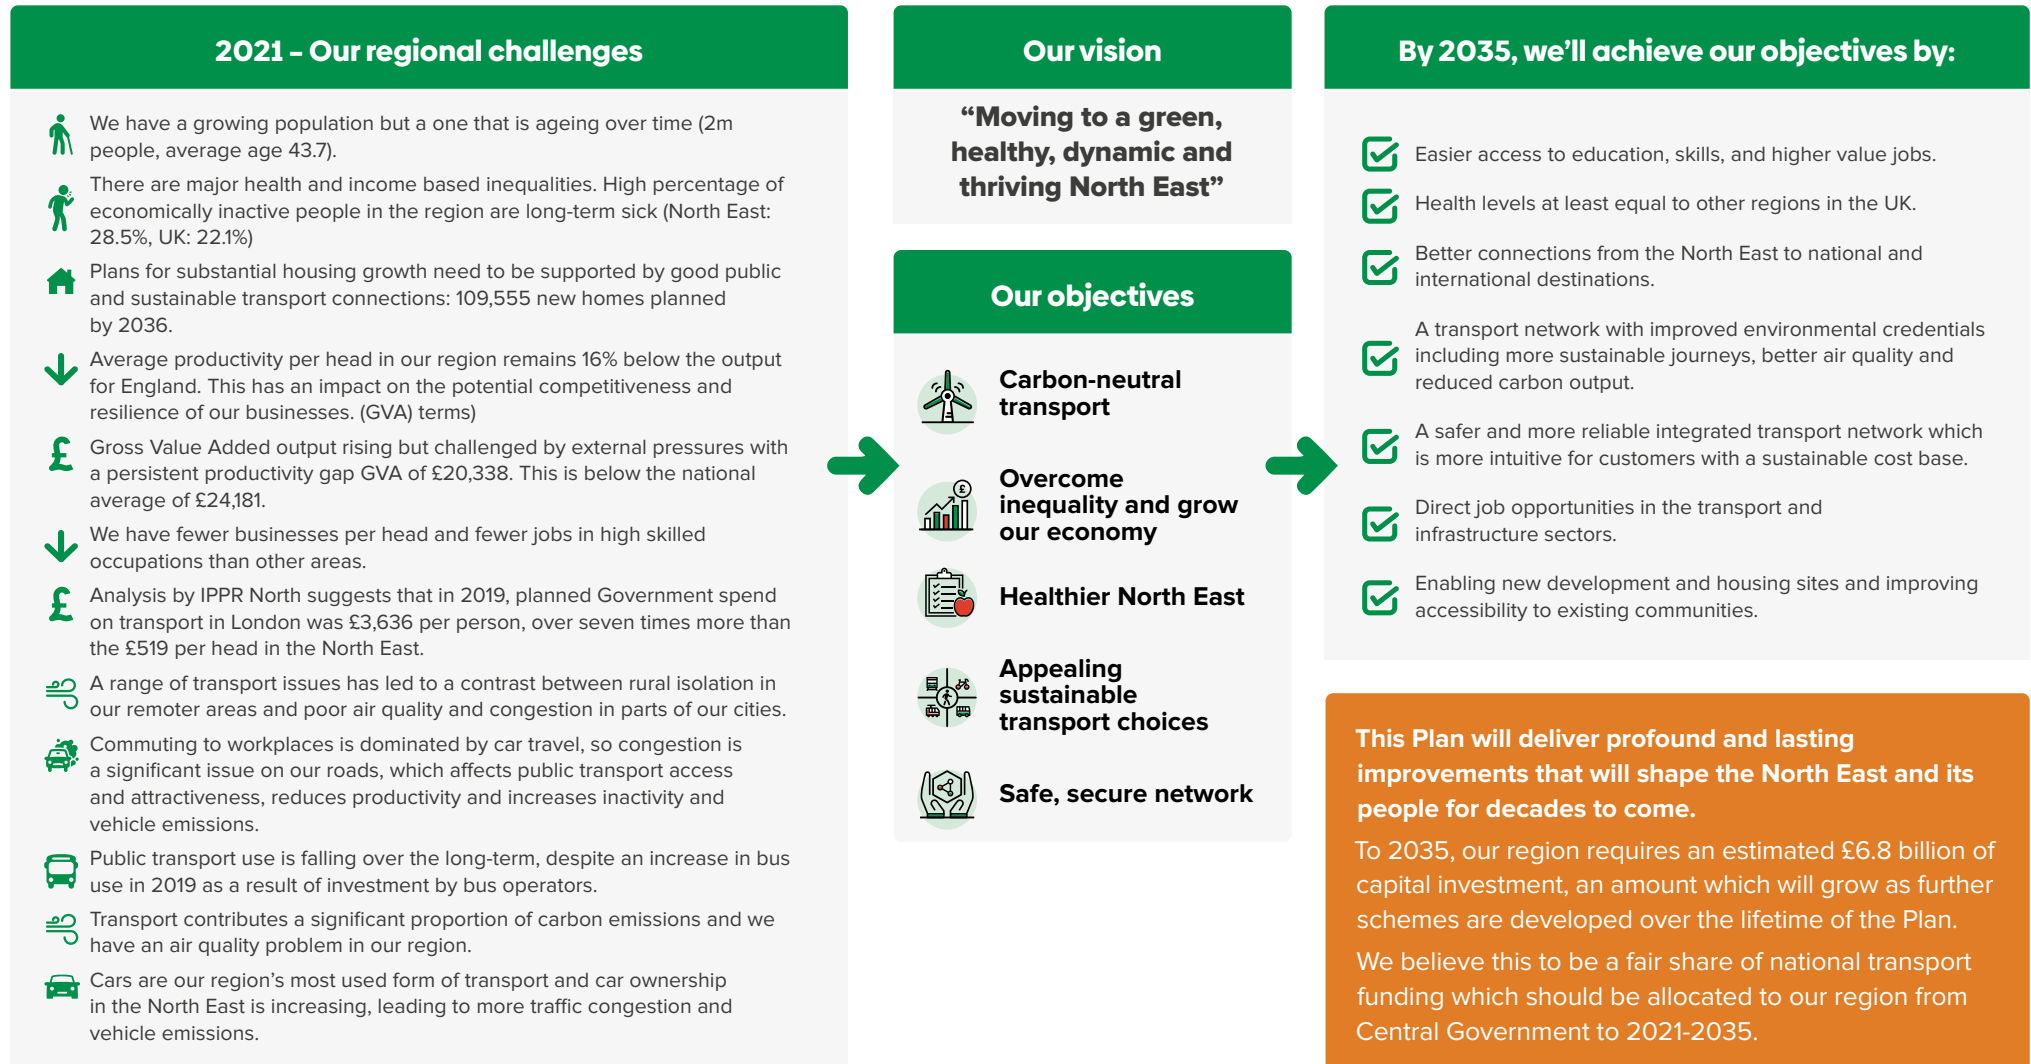 2021 – Our regional challenges
We have a growing population but a one that is ageing over time (2m
people, average age 43.7).
There are major health and income based inequalities. High percentage of
economically inactive people in the region are long-term sick (North East:
28.5%, UK: 22.1%)
Plans for substantial housing growth need to be supported by good public
and sustainable transport connections: 109,555 new homes planned
by 2036.
Average productivity per head in our region remains 16% below the output
for England. This has an impact on the potential competitiveness and
resilience of our businesses. (GVA) terms)
Gross Value Added output rising but challenged by external pressures with
a persistent productivity gap GVA of £20,338. This is below the national
average of £24,181.
We have fewer businesses per head and fewer jobs in high skilled
occupations than other areas.
Analysis by IPPR North suggests that in 2019, planned Government spend
on transport in London was £3,636 per person, over seven times more than
the £519 per head in the North East.
A range of transport issues has led to a contrast between rural isolation in
our remoter areas and poor air quality and congestion in parts of our cities.
Commuting to workplaces is dominated by car travel, so congestion is
a significant issue on our roads, which affects public transport access
and attractiveness, reduces productivity and increases inactivity and
vehicle emissions.
Public transport use is falling over the long-term, despite an increase in bus
use in 2019 as a result of investment by bus operators.
Transport contributes a significant proportion of carbon emissions and we
have an air quality problem in our region.
Cars are our region’s most used form of transport and car ownership
in the North East is increasing, leading to more traffic congestion and
vehicle emissions.
Our vision
“Moving to a green,
healthy, dynamic and
thriving North East”
Our objectives
Carbon-neutral
transport
Overcome
inequality and grow
our economy
Healthier North East
Appealing
sustainable
transport choices
Safe, secure network
By 2035, we’ll achieve our objectives by:
Easier access to education, skills, and higher value jobs.
Health levels at least equal to other regions in the UK.
Better connections from the North East to national and
international destinations.
A transport network with improved environmental credentials
including more sustainable journeys, better air quality and
reduced carbon output.
A safer and more reliable integrated transport network which
is more intuitive for customers with a sustainable cost base.
Direct job opportunities in the transport and
infrastructure sectors.
Enabling new development and housing sites and improving
accessibility to existing communities.
This Plan will deliver profound and lasting
improvements that will shape the North East and its
people for decades to come.
To 2035, our region requires an estimated £6.8 billion of
capital investment, an amount which will grow as further
schemes are developed over the lifetime of the Plan.
We believe this to be a fair share of national transport
funding which should be allocated to our region from
Central Government to 2021-2035.